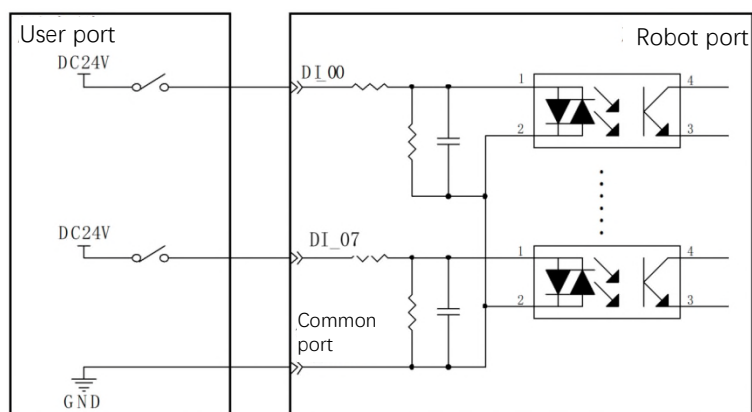 User port
Robot port
DC24V
DI_00
1
4
2
3
DC24V
DI_07
1
4
2
3
Common
port
GND